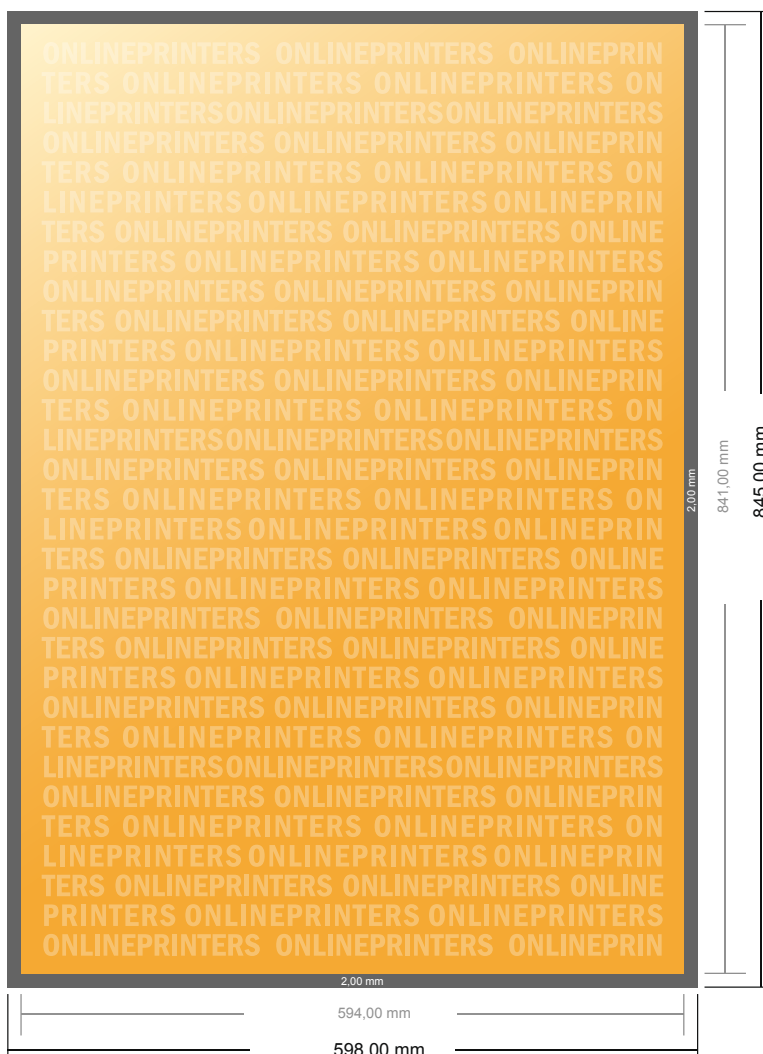 ONLINEPRINTERS ONLINEPRINTERS ONLINEPRIN
TERS ONLINEPRINTERS ONLINEPRINTERS ON
LINEPRINTERSONLINEPRINTERSONLINEPRINTERS
ONLINEPRINTERS ONLINEPRINTERS ONLINEPRIN
TERS ONLINEPRINTERS ONLINEPRINTERS ON
LINEPRINTERS ONLINEPRINTERS ONLINEPRIN
TERS ONLINEPRINTERS ONLINEPRINTERS ONLINE
PRINTERS ONLINEPRINTERS ONLINEPRINTERS
ONLINEPRINTERS ONLINEPRINTERS ONLINEPRIN
TERS ONLINEPRINTERS ONLINEPRINTERS ONLINE
PRINTERS ONLINEPRINTERS ONLINEPRINTERS
ONLINEPRINTERS ONLINEPRINTERS ONLINEPRIN
TERS ONLINEPRINTERS ONLINEPRINTERS ON
LINEPRINTERSONLINEPRINTERSONLINEPRINTERS
ONLINEPRINTERS ONLINEPRINTERS ONLINEPRIN
TERS ONLINEPRINTERS ONLINEPRINTERS ON
LINEPRINTERS ONLINEPRINTERS ONLINEPRIN
TERS ONLINEPRINTERS ONLINEPRINTERS ONLINE
PRINTERS ONLINEPRINTERS ONLINEPRINTERS
ONLINEPRINTERS ONLINEPRINTERS ONLINEPRIN
TERS ONLINEPRINTERS ONLINEPRINTERS ONLINE
PRINTERS ONLINEPRINTERS ONLINEPRINTERS
ONLINEPRINTERS ONLINEPRINTERS ONLINEPRIN
TERS ONLINEPRINTERS ONLINEPRINTERS ON
LINEPRINTERSONLINEPRINTERSONLINEPRINTERS
ONLINEPRINTERS ONLINEPRINTERS ONLINEPRIN
TERS ONLINEPRINTERS ONLINEPRINTERS ON
LINEPRINTERS ONLINEPRINTERS ONLINEPRIN
TERS ONLINEPRINTERS ONLINEPRINTERS ONLINE
PRINTERS ONLINEPRINTERS ONLINEPRINTERS
ONLINEPRINTERS ONLINEPRINTERS ONLINEPRIN
2,00 mm
841,00 mm
845,00 mm
2,00 mm
594,00 mm
598,00 mm